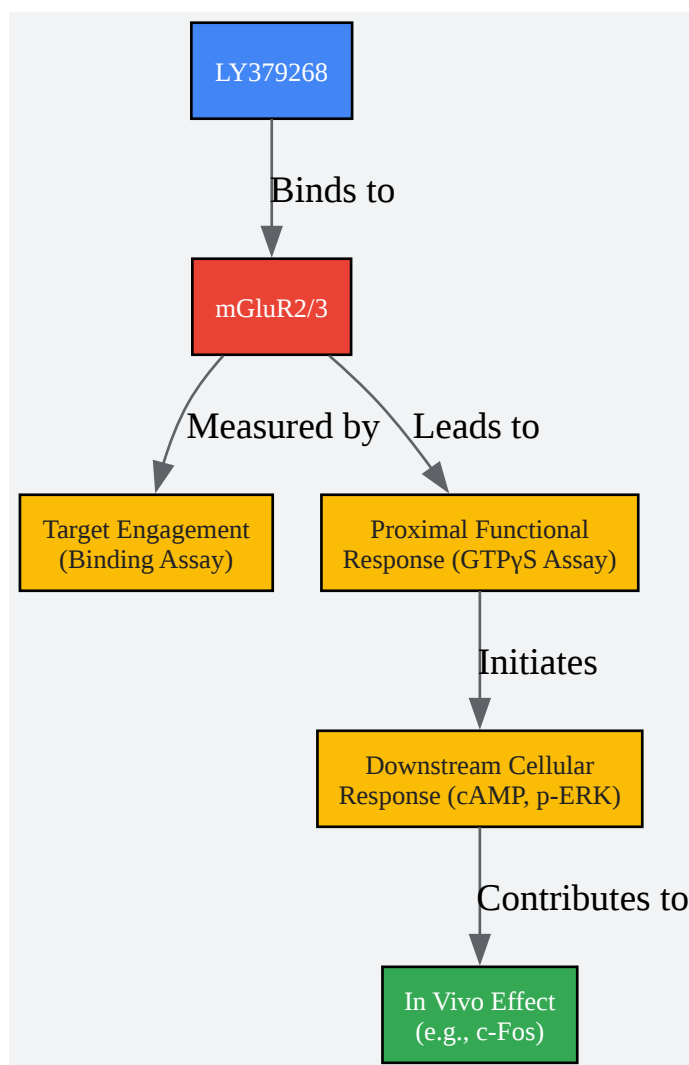 LY379268
Binds to
mGluR2/3
Measured by
Leads to
Target Engagement
(Binding Assay)
Proximal Functional
Response (GTPγS Assay)
Initiates
Downstream Cellular
Response (cAMP, p-ERK)
Contributes to
In Vivo Effect
(e.g., c-Fos)